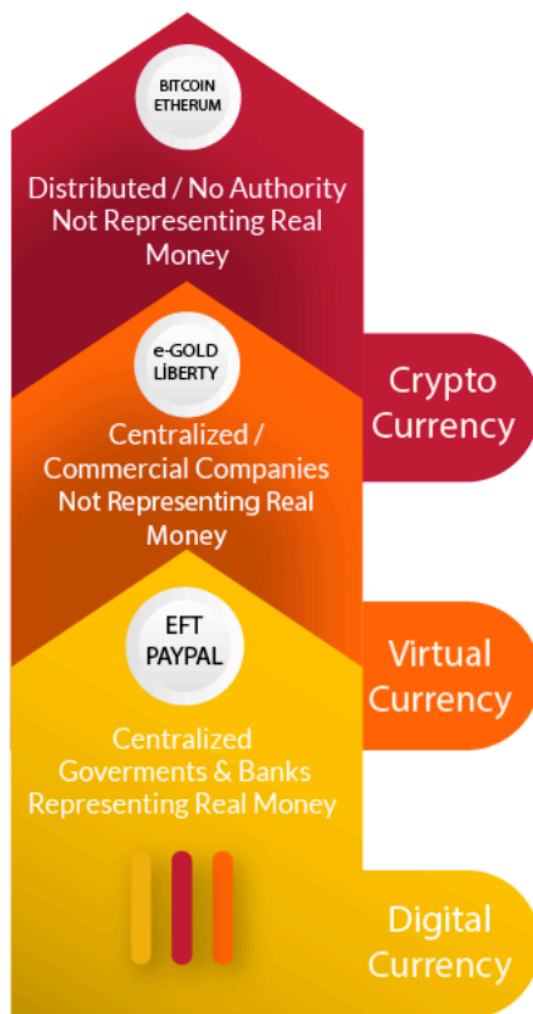 BITCOIN
ETHERUM
Distributed / No Authority
Not Representing Real
Money
e-GOLD
LİBERTY
Centralized /
Commercial Companies
Not Representing Real
Money
Crypto
Currency
EFT
PAYPAL
Centralized
Goverments & Banks
Representing Real Money
Virtual
Currency
Digital
Currency